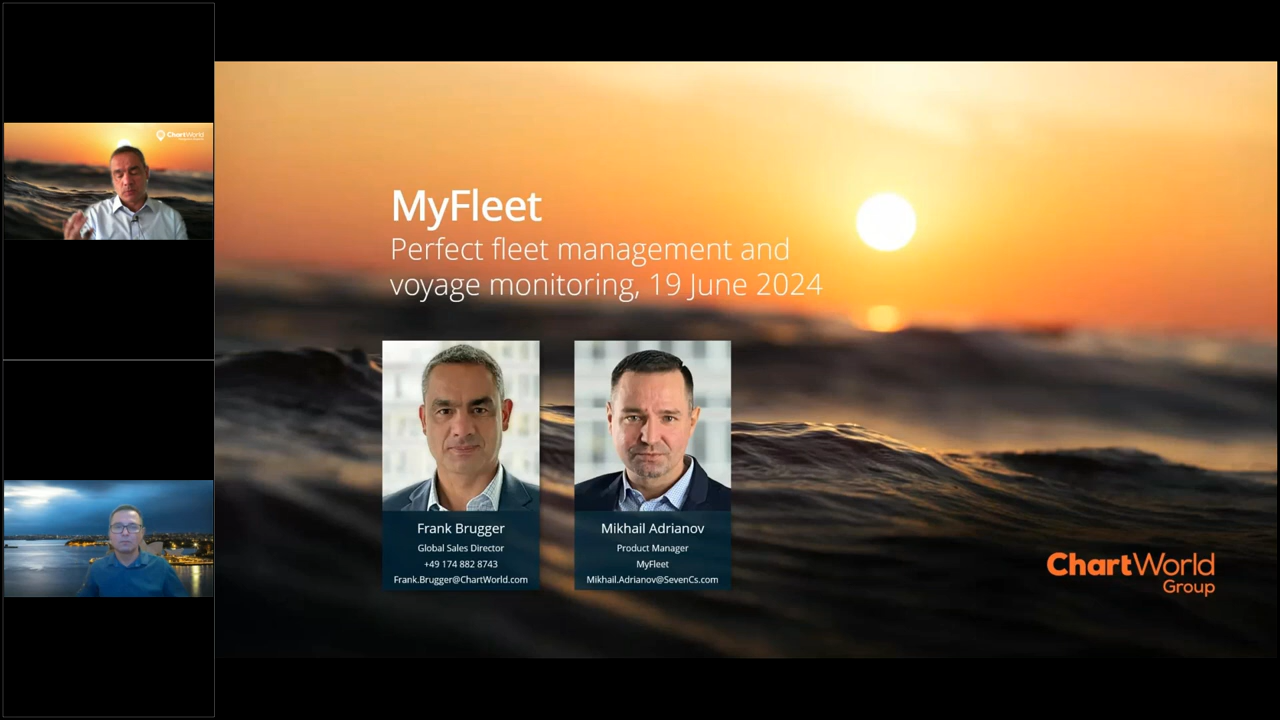 ChartWorld
MyFleet
Perfect fleet management and
voyage monitoring, 19 June 2024
Frank Brugger
Global Sales Director
+49 174 882 8743
Frank.Brugger@ChartWorld.com
Mikhail Adrianov
Product Manager
MyFleet
Mikhail.Adrianov@SevenCs.com
ChartWorld
Group